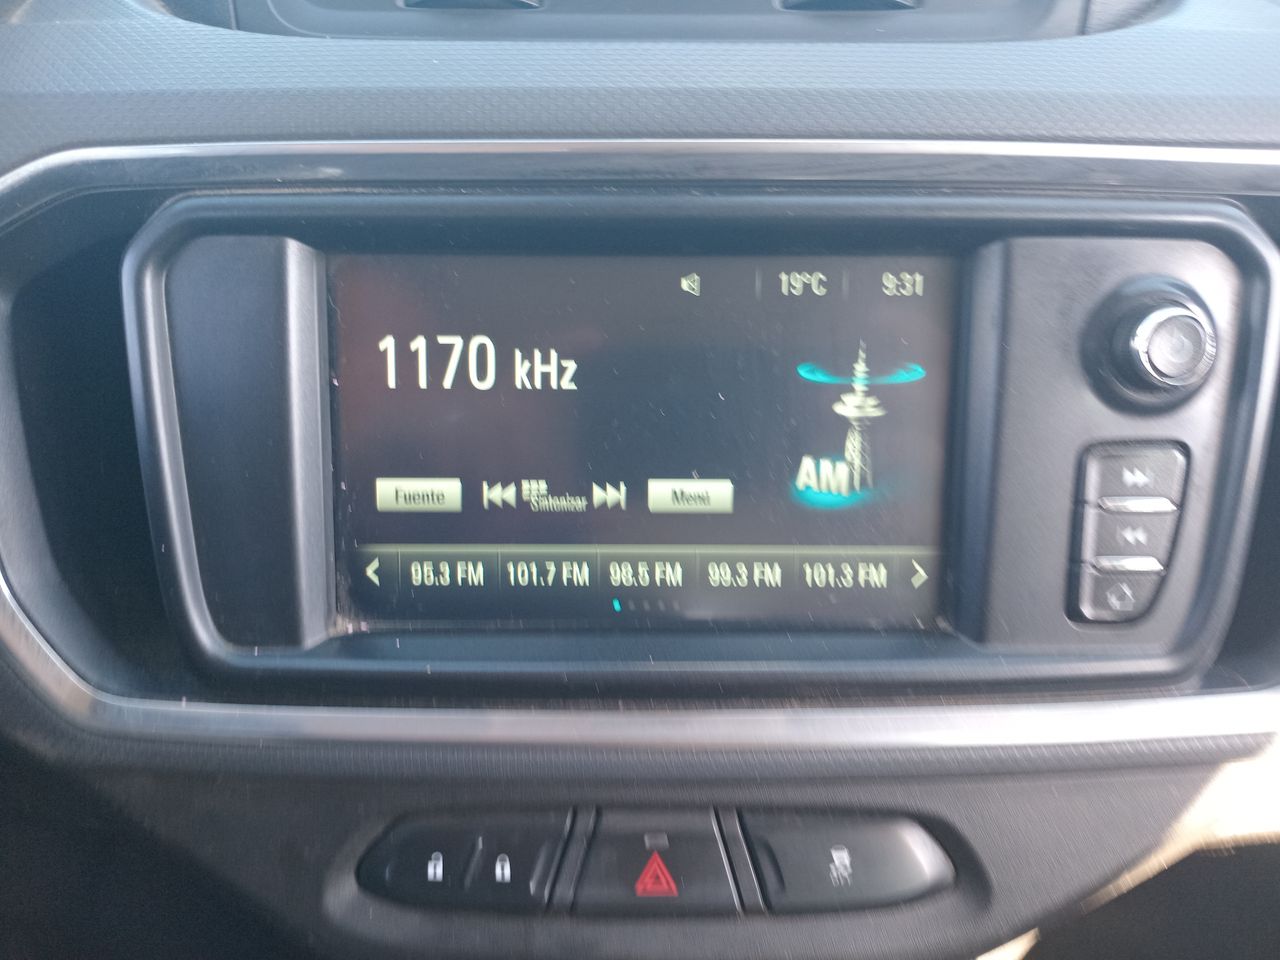 19°C 9:31
1170 kHz
AM
Fuente Sintonizar Menú
95.3 FM 101.7 FM 98.5 FM 99.3 FM 101.3 FM